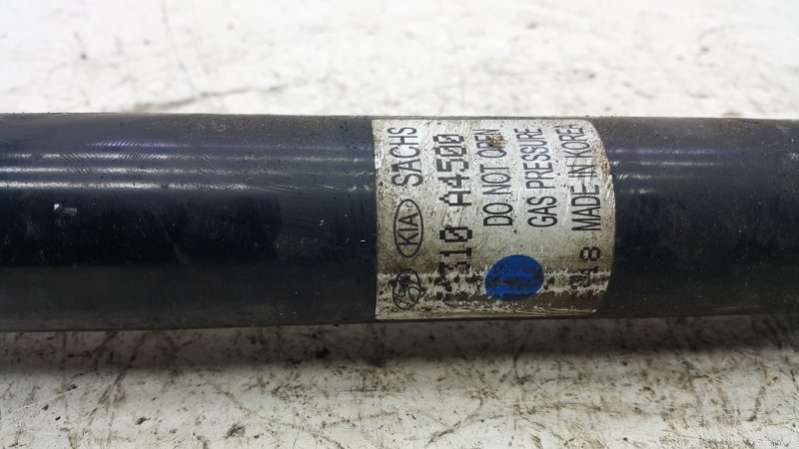 KIA SACHS
A4500
DO NOT OPEN
GAS PRESSURE
MADE IN KOREA